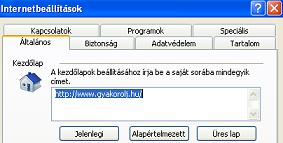 Internetbeállítások
Kapcsolatok Programok Speciális
Általános Biztonság Adatvédelem Tartalom
Kezdőlap
A kezdőlapok beállításához írja be a saját sorába mindegyik
címet.
http://www.gyakorolj.hu/
Jelenlegi Alapértelmezett Üres lap